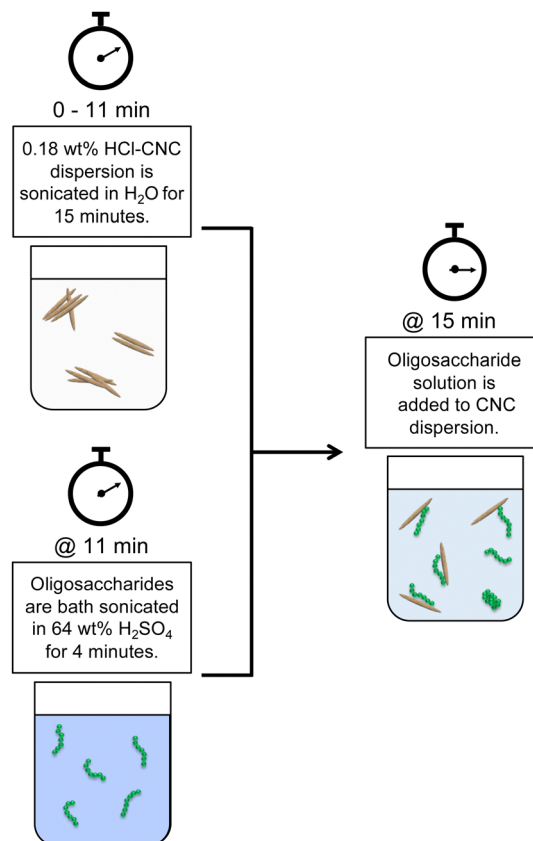 0 - 11 min
0.18 wt% HCl-CNC
dispersion is
sonicated in H₂O for
15 minutes.
@ 11 min
Oligosaccharides
are bath sonicated
in 64 wt% H₂SO₄
for 4 minutes.
@ 15 min
Oligosaccharide
solution is
added to CNC
dispersion.